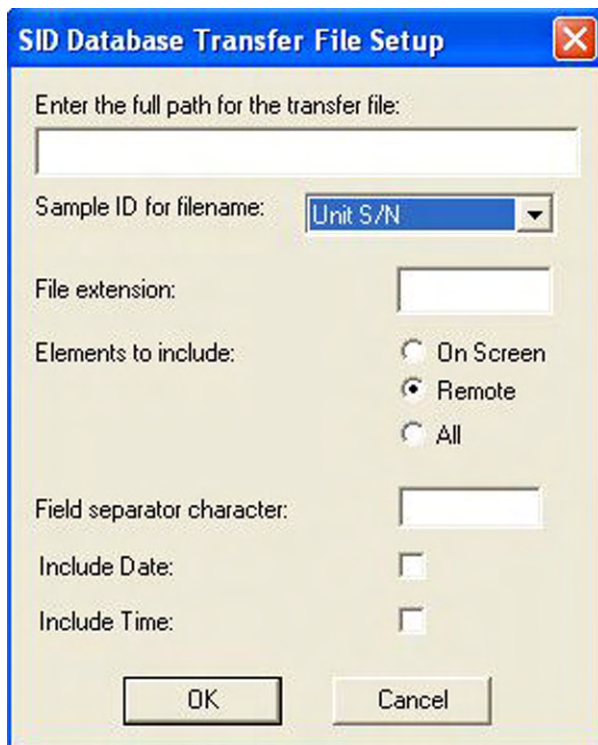 SID Database Transfer File Setup
Enter the full path for the transfer file:
Sample ID for filename: Unit S/N
File extension:
Elements to include: On Screen
Remote
All
Field separator character:
Include Date:
Include Time:
OK Cancel